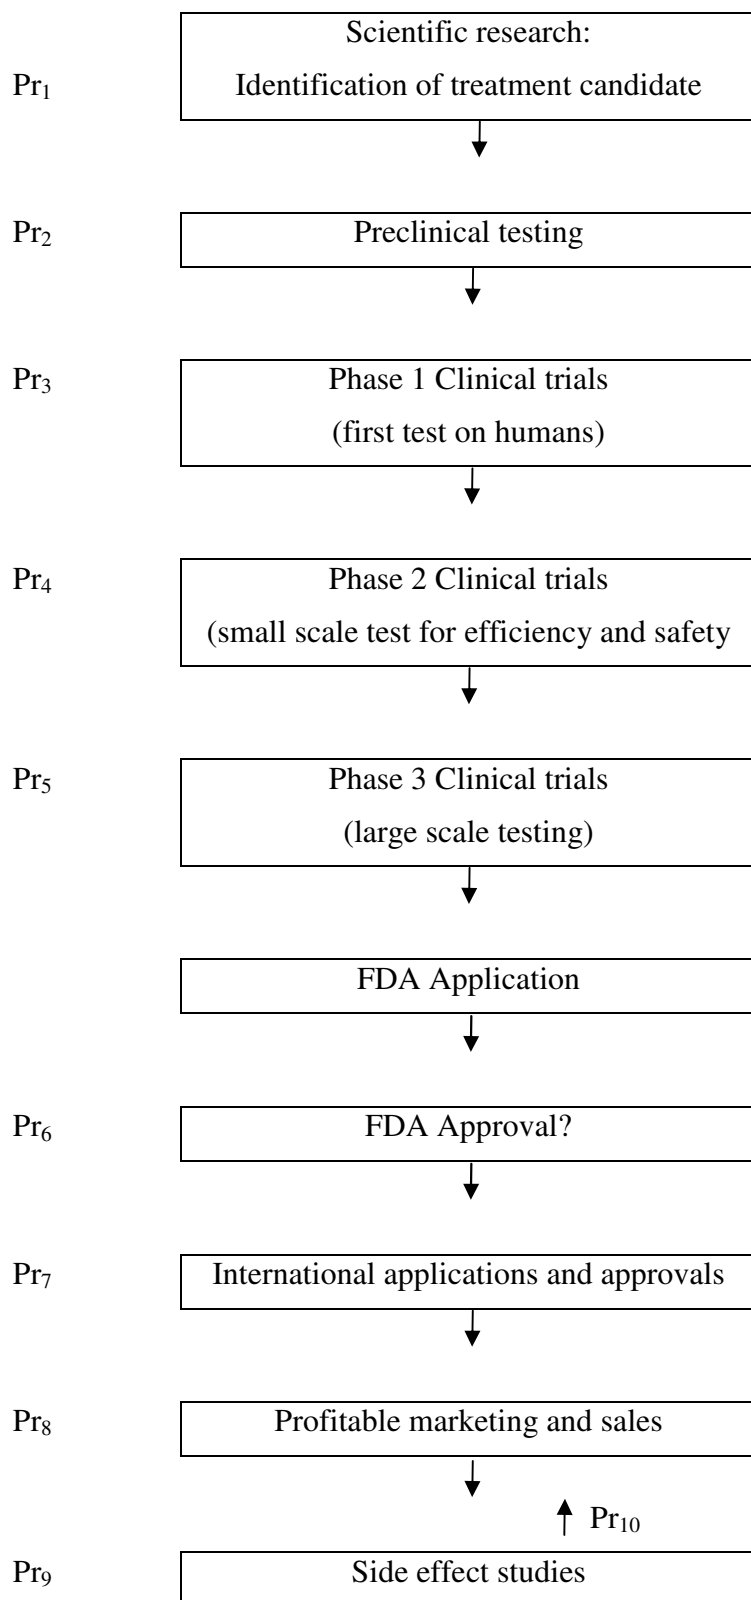 Scientific research:
Pr₁ Identification of treatment candidate
Pr₂ Preclinical testing
Pr₃ Phase 1 Clinical trials
(first test on humans)
Pr₄ Phase 2 Clinical trials
(small scale test for efficiency and safety
Pr₅ Phase 3 Clinical trials
(large scale testing)
FDA Application
Pr₆ FDA Approval?
Pr₇ International applications and approvals
Pr₈ Profitable marketing and sales
Pr₁₀
Pr₉ Side effect studies